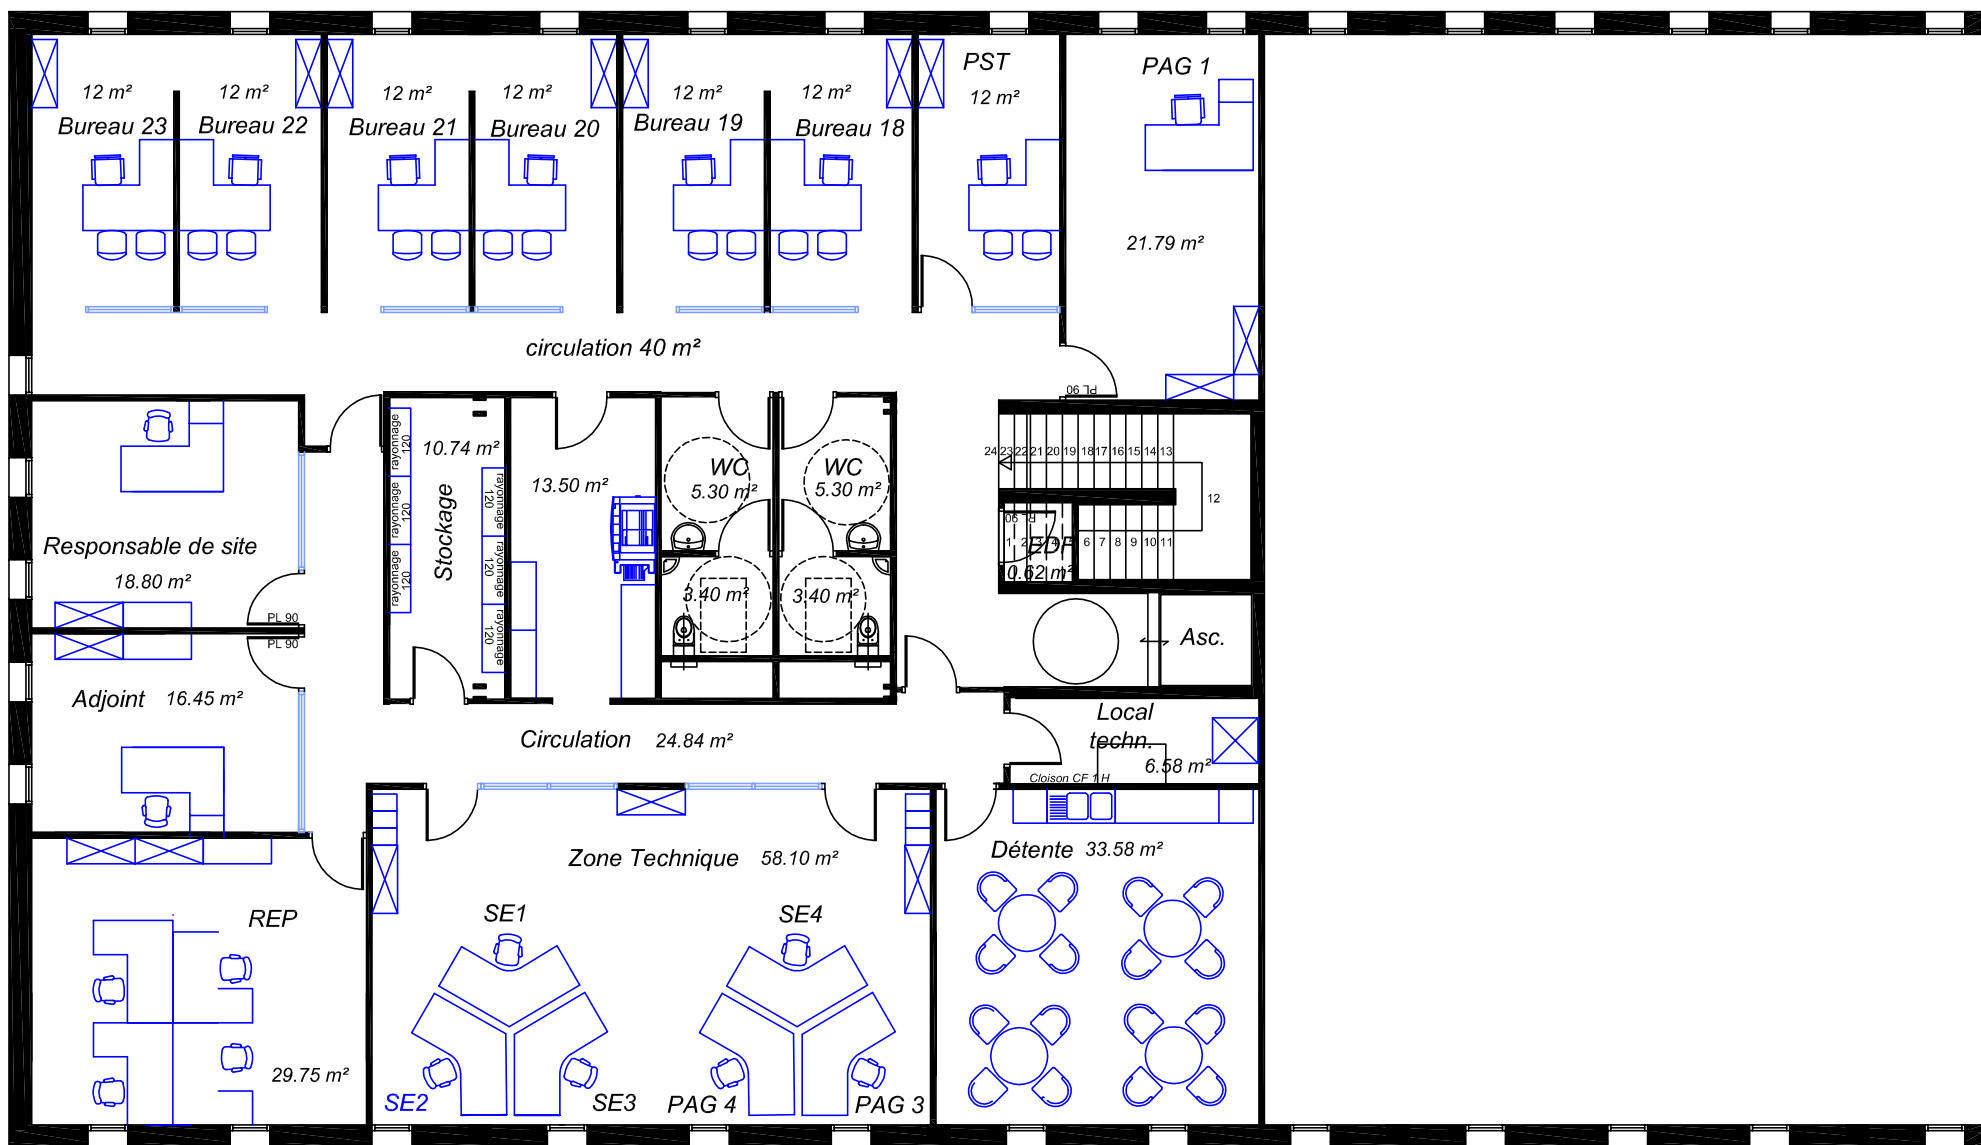 12 m²
Bureau 23
12 m²
Bureau 22
12 m²
Bureau 21
12 m²
Bureau 20
12 m²
Bureau 19
12 m²
Bureau 18
PST
12 m²
PAG 1
21.79 m²
circulation 40 m²
PL 90
Responsable de site
18.80 m²
PL 90
PL 90
Adjoint 16.45 m²
rayonnage
120
rayonnage
120
rayonnage
120
10.74 m²
Stockage
rayonnage
120
rayonnage
120
rayonnage
120
13.50 m²
WC
5.30 m²
WC
5.30 m²
3.40 m²
3.40 m²
24 23 22 21 20 19 18 17 16 15 14 13
12
PL 90
1 2 3 4 5 6 7 8 9 10 11
EDF
0.62 m²
Asc.
Circulation 24.84 m²
Local
techn.
6.58 m²
Cloison CF 1 H
Zone Technique 58.10 m²
Détente 33.58 m²
REP
29.75 m²
SE1
SE2
SE3
SE4
PAG 4
PAG 3